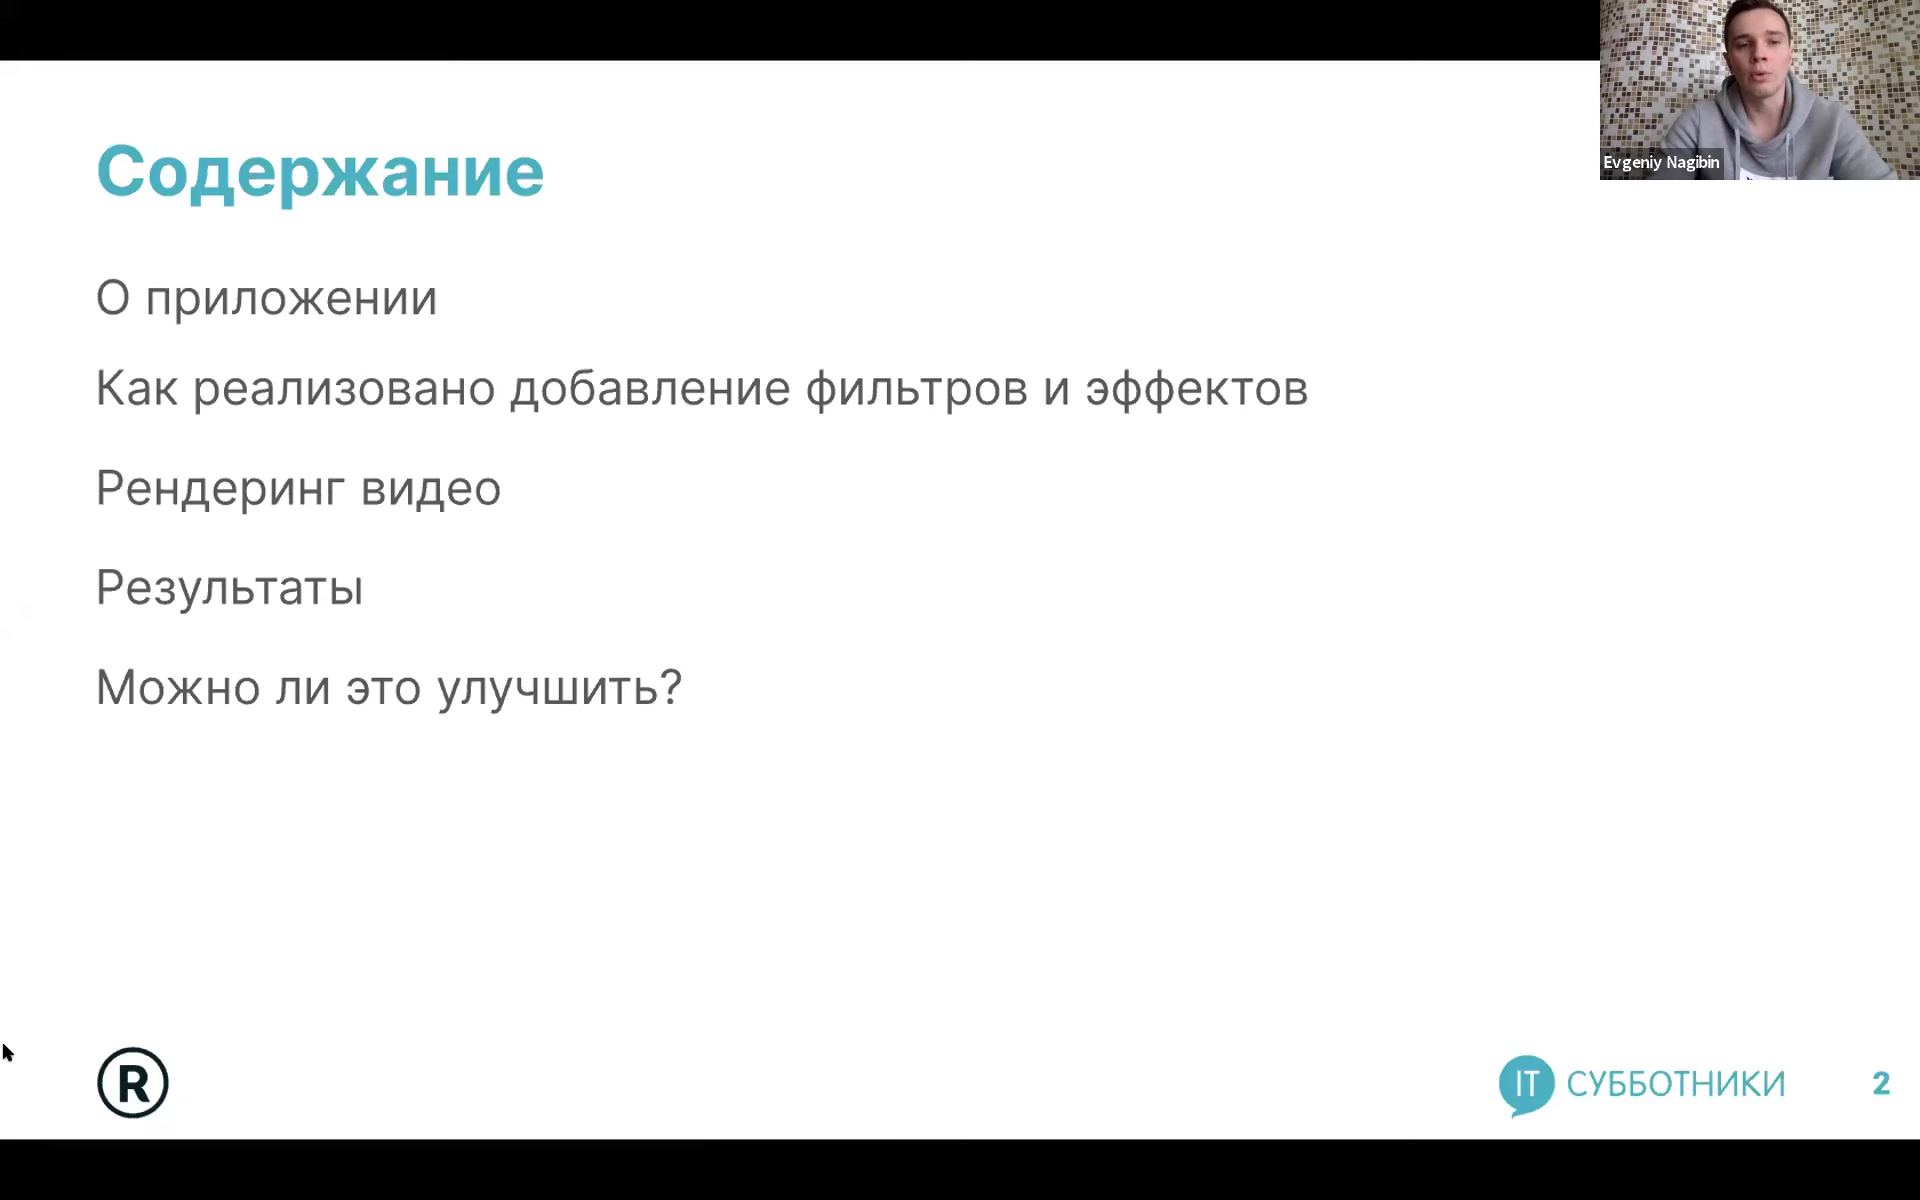 Evgeniy Nagibin
Содержание
О приложении
Как реализовано добавление фильтров и эффектов
Рендеринг видео
Результаты
Можно ли это улучшить?
R
IT СУББОТНИКИ
2